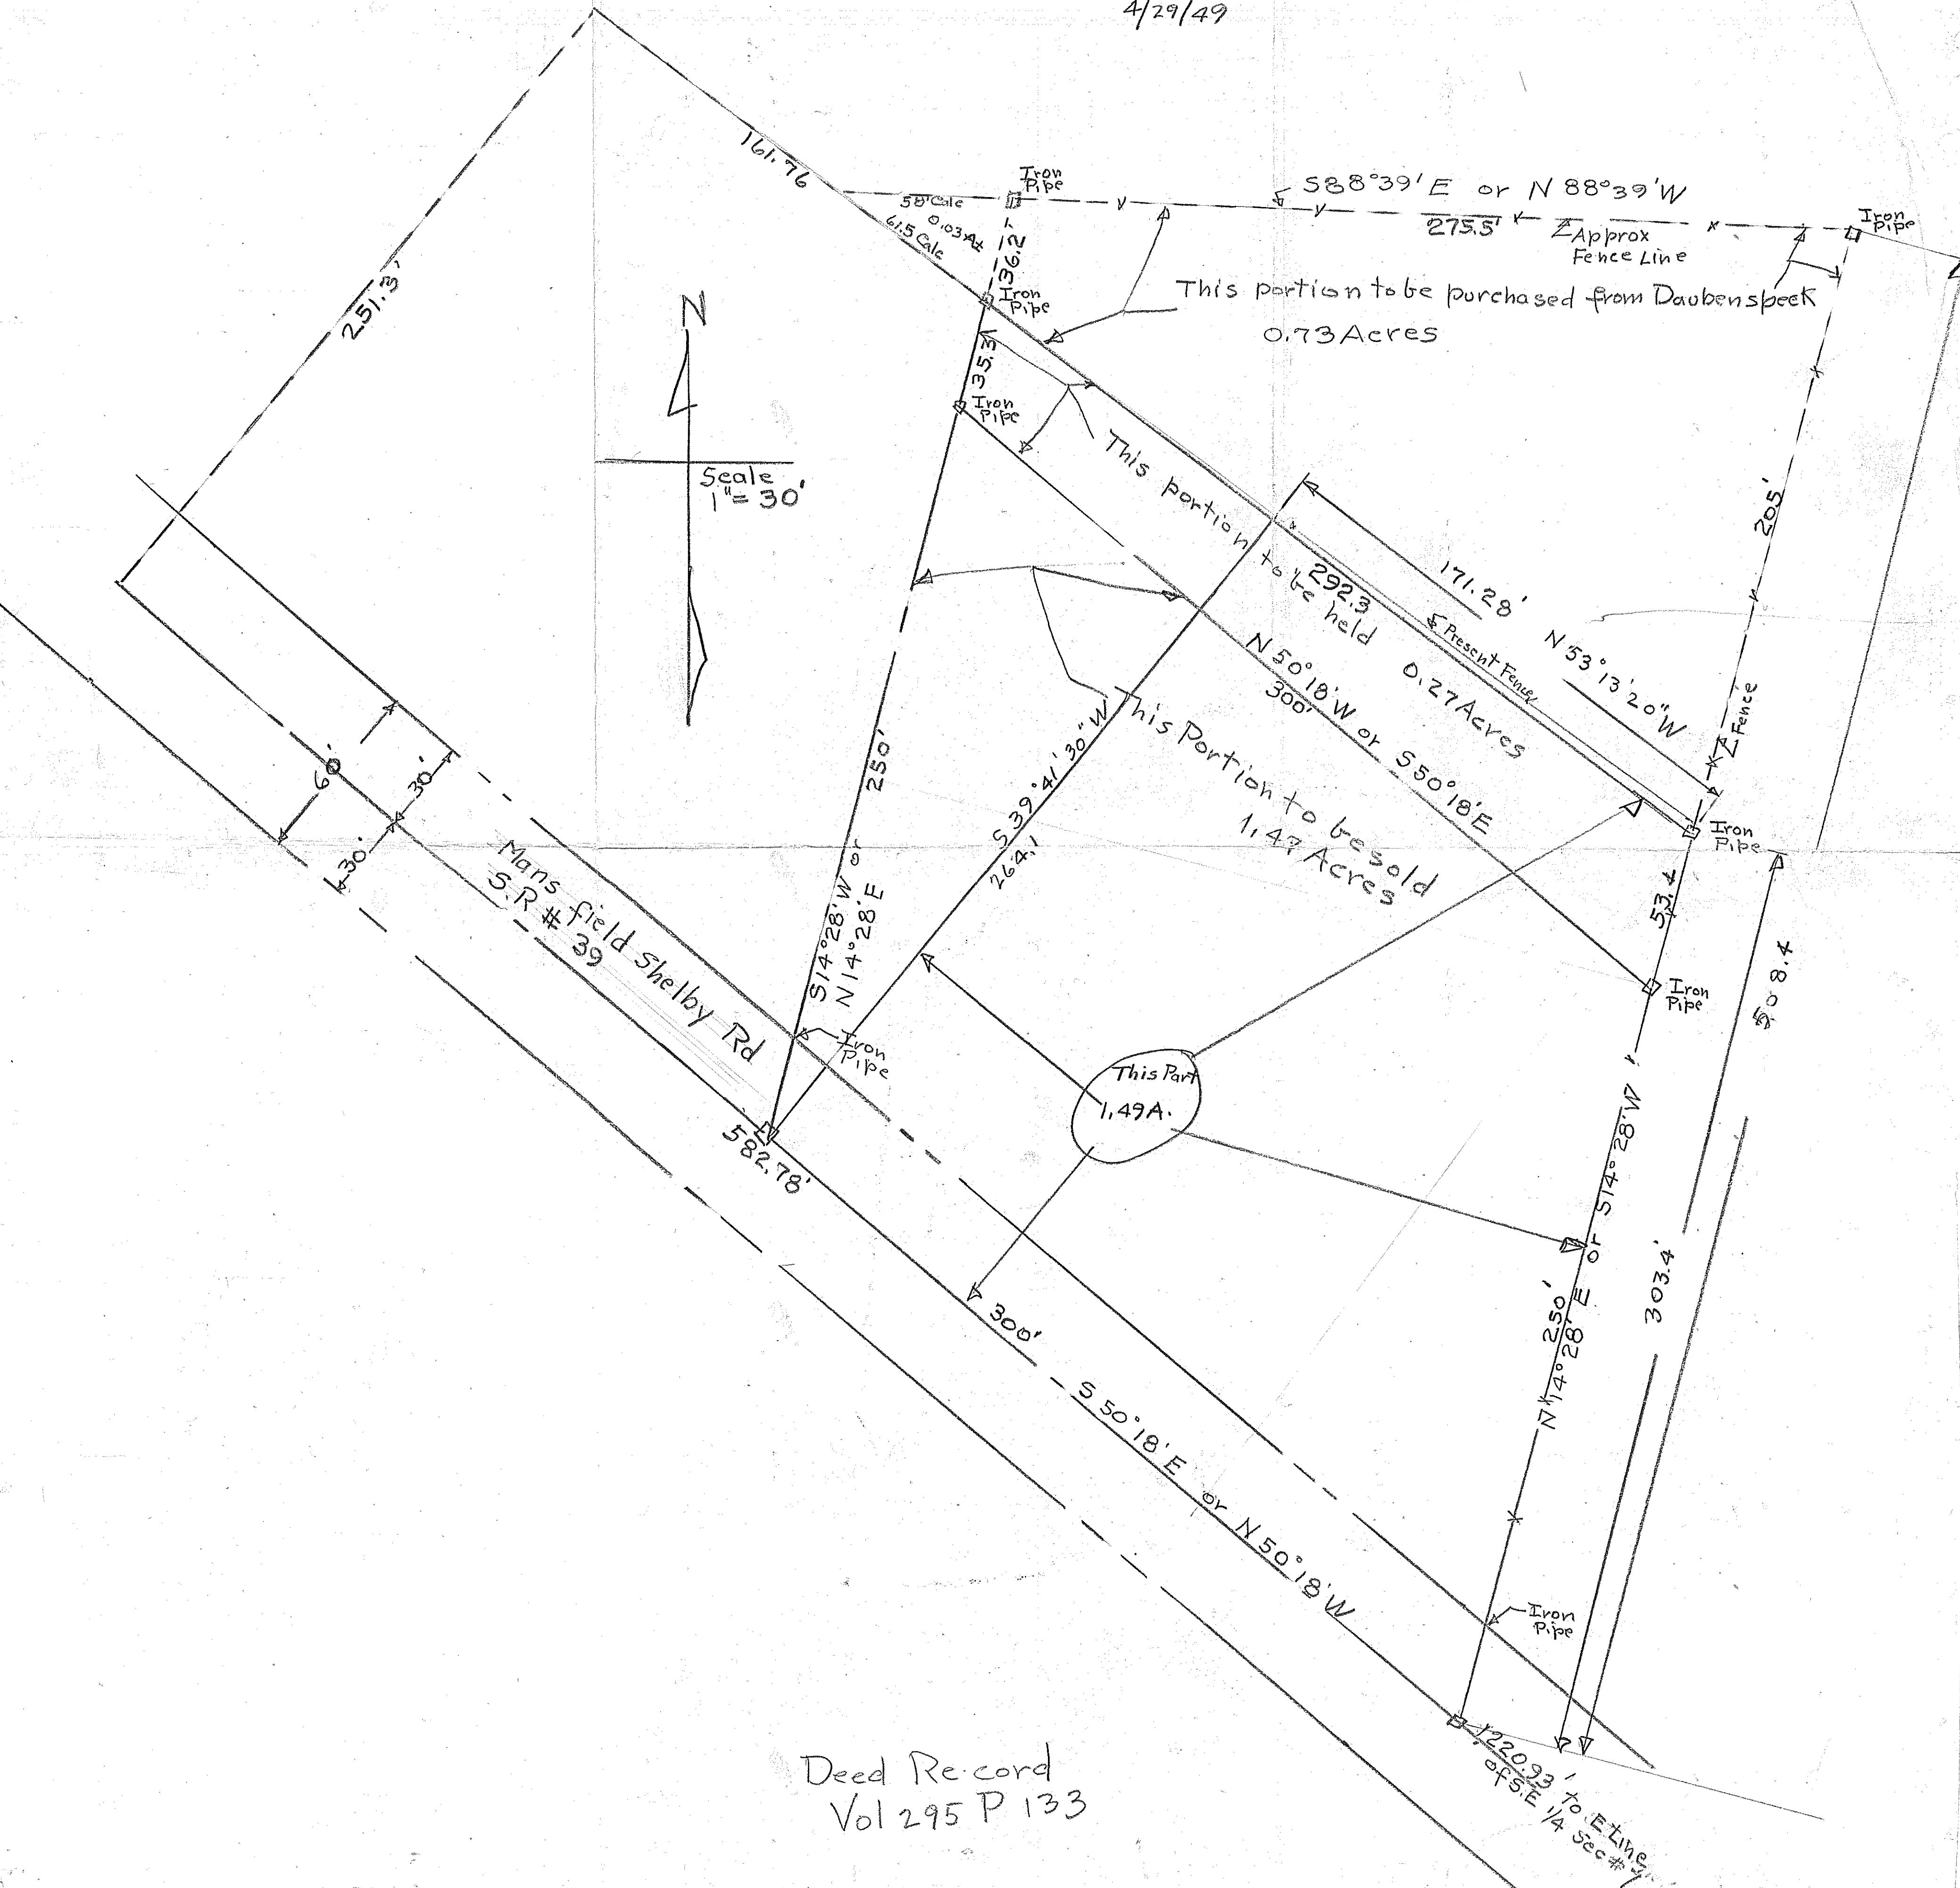 4/29/49
161.76
Iron
Pipe
S88°39'E or N 88°39'W
275.5'
Approx
Fence Line
Iron
Pipe
58' Calc
0.03 A±
61.5 Calc
36.2
Iron
Pipe
251.3'
This portion to be purchased from Daubenspeck
0.73 Acres
N
35.3
Iron
Pipe
Scale
1"= 30'
This portion to be held 0.27 Acres
292.3
171.28' N 53°13'20"W
Present Fence
205'
Fence
N 50°18'W or S50°18'E
300'
This Portion to be sold
1.47 Acres
250'
S14°28'W or
N14°28'E
S 39°41'30"W
264.1
60'
30'
30'
Mansfield Shelby Rd
S.R # 39
Iron
Pipe
53.4
Iron
Pipe
508.4
Iron
Pipe
This Part
1.49A.
582.78'
300'
S 50°18'E or N 50°18'W
250'
N 14°28' E or S14°28'W
303.4'
Iron
Pipe
1220.93' to E Line
of S.E 1/4 Sec #
Deed Record
Vol 295 P 133